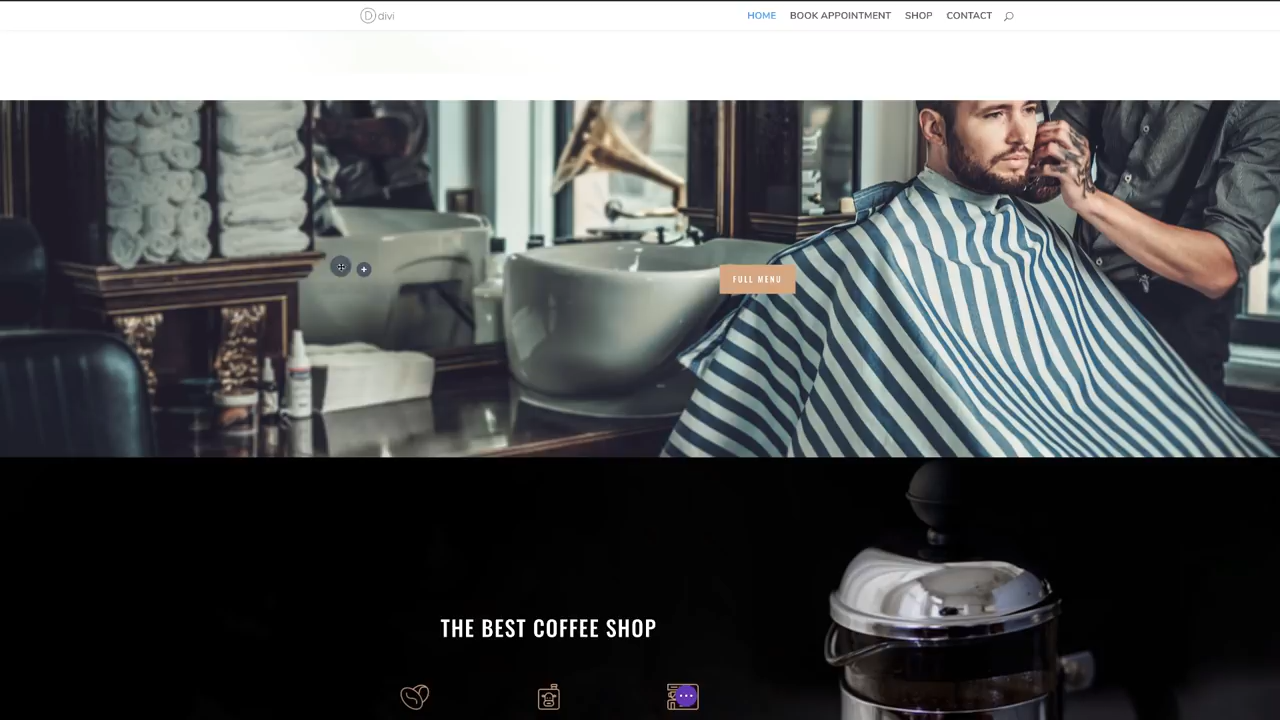 divi
HOME BOOK APPOINTMENT SHOP CONTACT
FULL MENU
THE BEST COFFEE SHOP